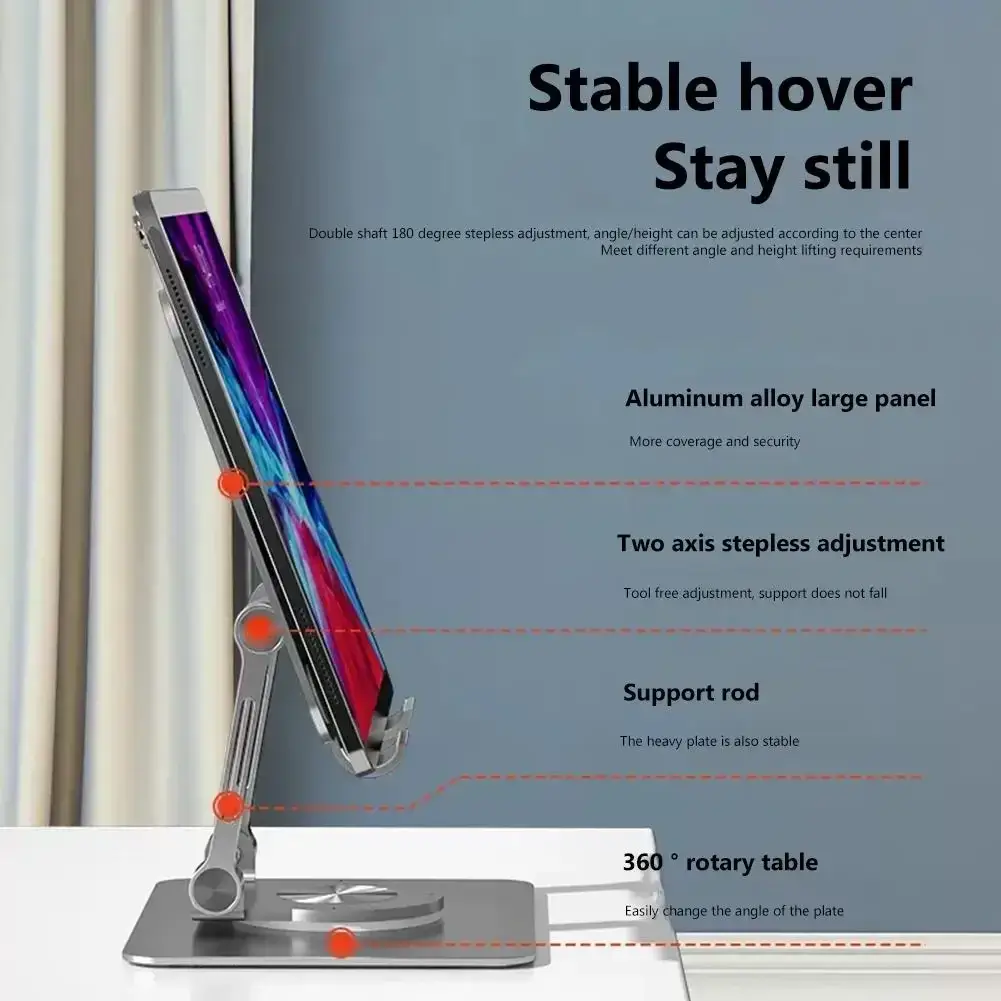 Stable hover
Stay still
Double shaft 180 degree stepless adjustment, angle/height can be adjusted according to the center
Meet different angle and height lifting requirements
Aluminum alloy large panel
More coverage and security
Two axis stepless adjustment
Tool free adjustment, support does not fall
Support rod
The heavy plate is also stable
360 ° rotary table
Easily change the angle of the plate